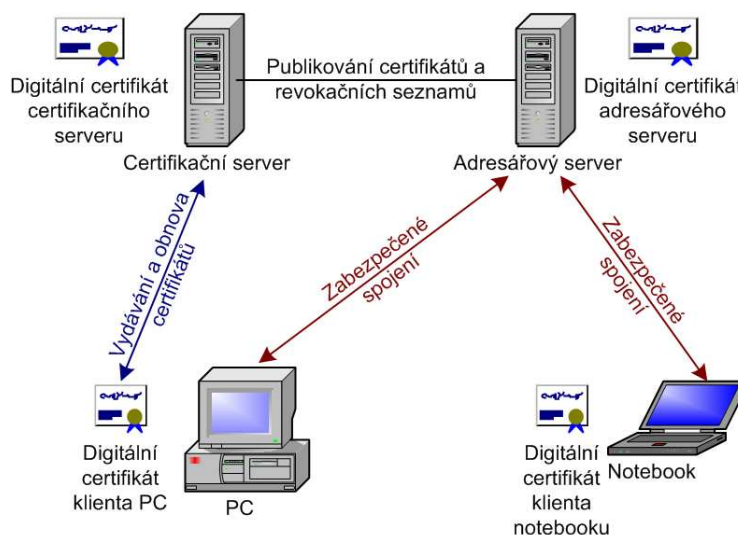 Digitální certifikát
certifikačního
serveru
Publikování certifikátů a
revokačních seznamů
Digitální certifikát
adresářového
serveru
Certifikační server
Adresářový server
Vydávání a obnova
certifikátů
Zabezpečené
spojení
Zabezpečené
spojení
Digitální
certifikát
klienta PC
PC
Digitální
certifikát
klienta
notebooku
Notebook